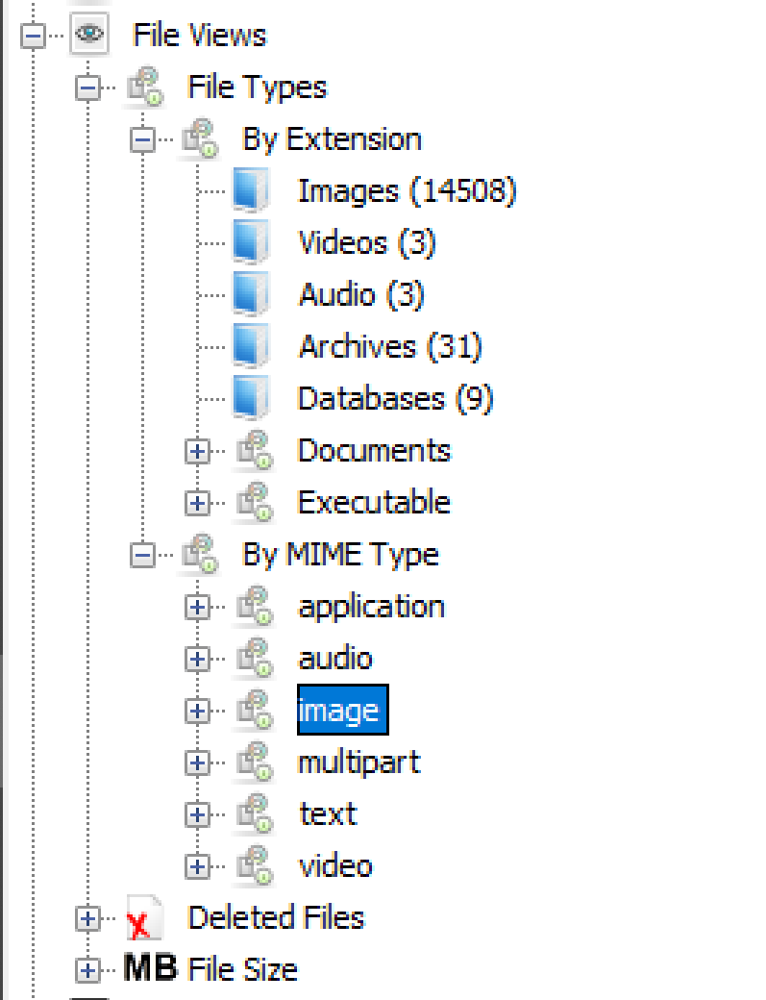 File Views
File Types
By Extension
Images (14508)
Videos (3)
Audio (3)
Archives (31)
Databases (9)
Documents
Executable
By MIME Type
application
audio
image
multipart
text
video
Deleted Files
MB File Size